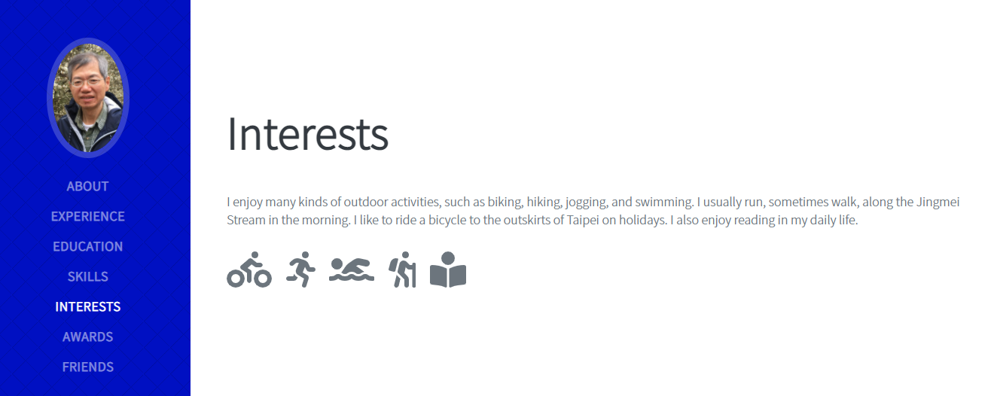 ABOUT
EXPERIENCE
EDUCATION
SKILLS
INTERESTS
AWARDS
FRIENDS
Interests
I enjoy many kinds of outdoor activities, such as biking, hiking, jogging, and swimming. I usually run, sometimes walk, along the Jingmei
Stream in the morning. I like to ride a bicycle to the outskirts of Taipei on holidays. I also enjoy reading in my daily life.